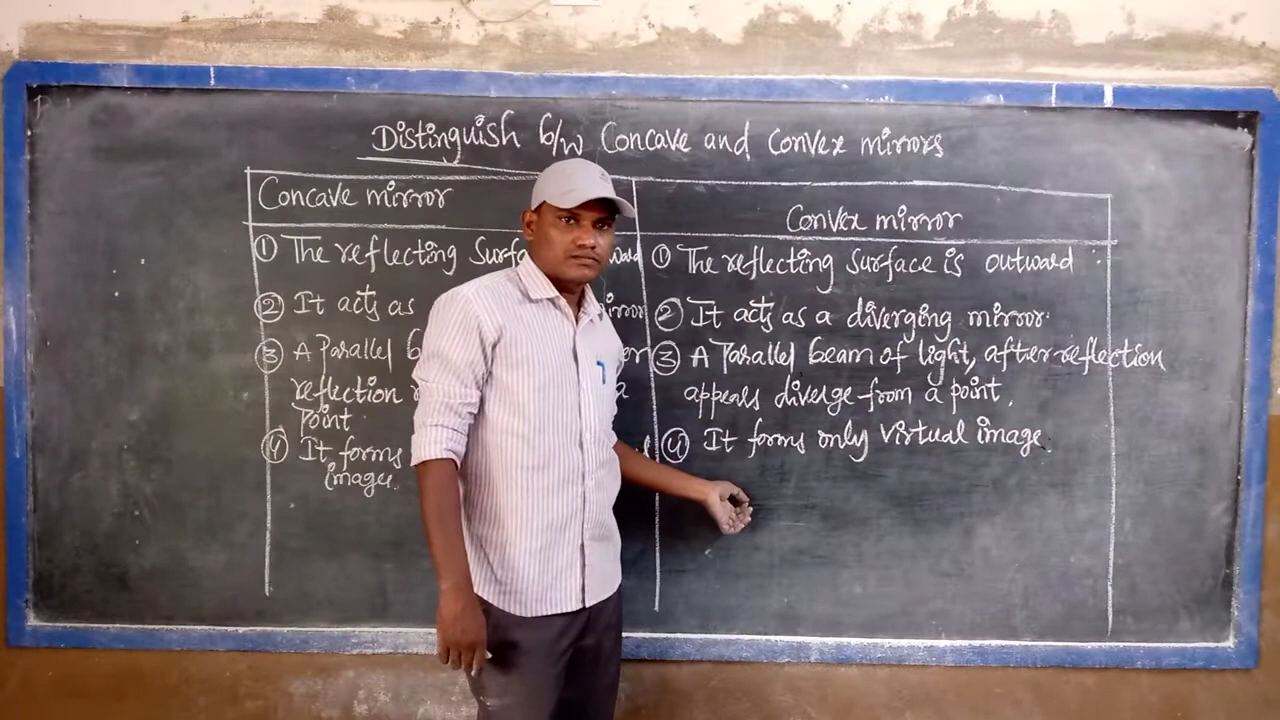 Distinguish b/w Concave and Convex mirrors
Concave mirror
① The reflecting
② It acts as
③ A Parallel
reflection
a
Point
④ It forms
image.
Convex mirror
① The reflecting surface is outward
② It acts as a diverging mirror.
③ A Parallel beam of light, after reflection
appears diverge from a point.
④ It forms only virtual image.